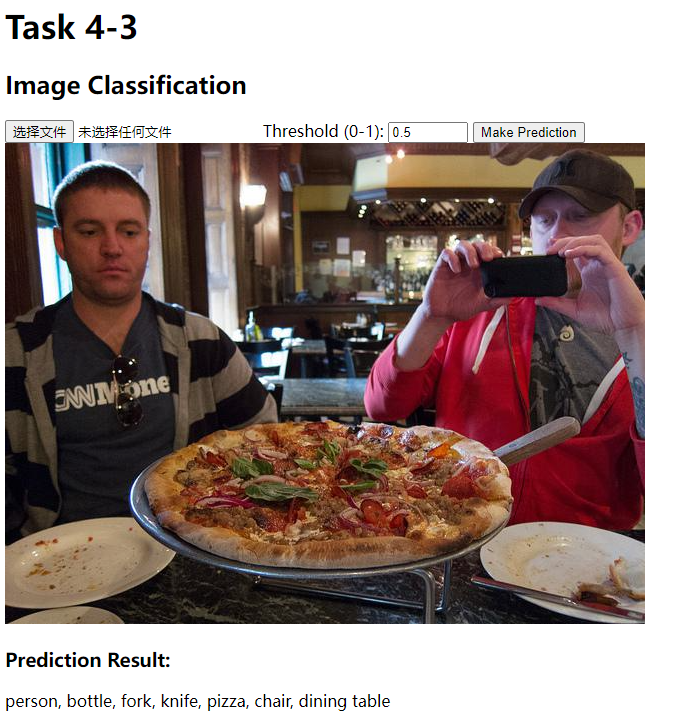 Task 4-3
Image Classification
选择文件 未选择任何文件 Threshold (0-1): 0.5 Make Prediction
CNNMone
Prediction Result:
person, bottle, fork, knife, pizza, chair, dining table